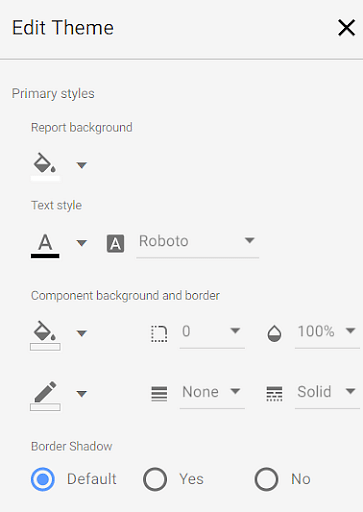 Edit Theme
Primary styles
Report background
Text style
A A Roboto
Component background and border
0 100%
None Solid
Border Shadow
Default Yes No